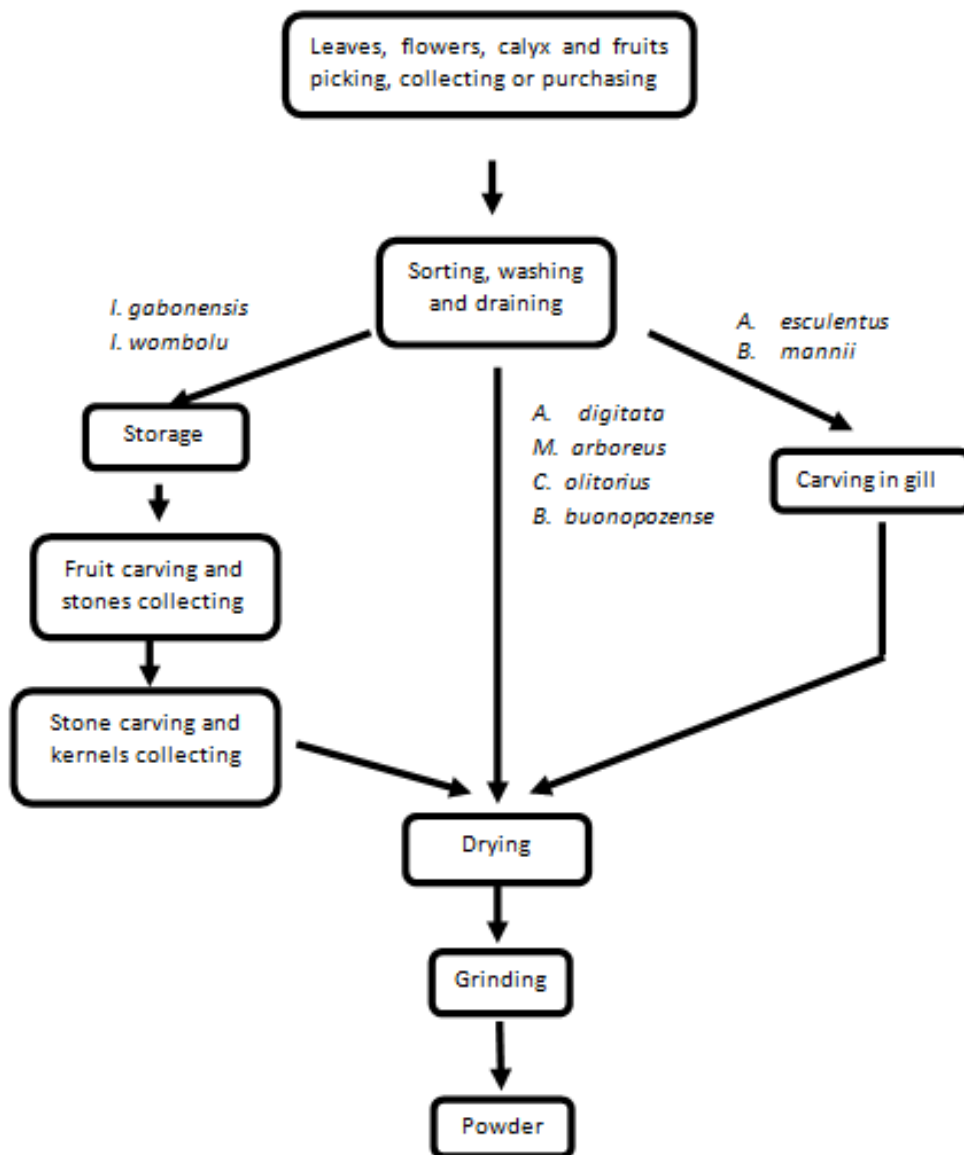 Leaves, flowers, calyx and fruits
picking, collecting or purchasing
Sorting, washing
and draining
I. gabonensis
I. wombolu
A. esculentus
B. mannii
Storage
A. digitata
M. arboreus
C. olitorius
B. buonopozense
Carving in gill
Fruit carving and
stones collecting
Stone carving and
kernels collecting
Drying
Grinding
Powder